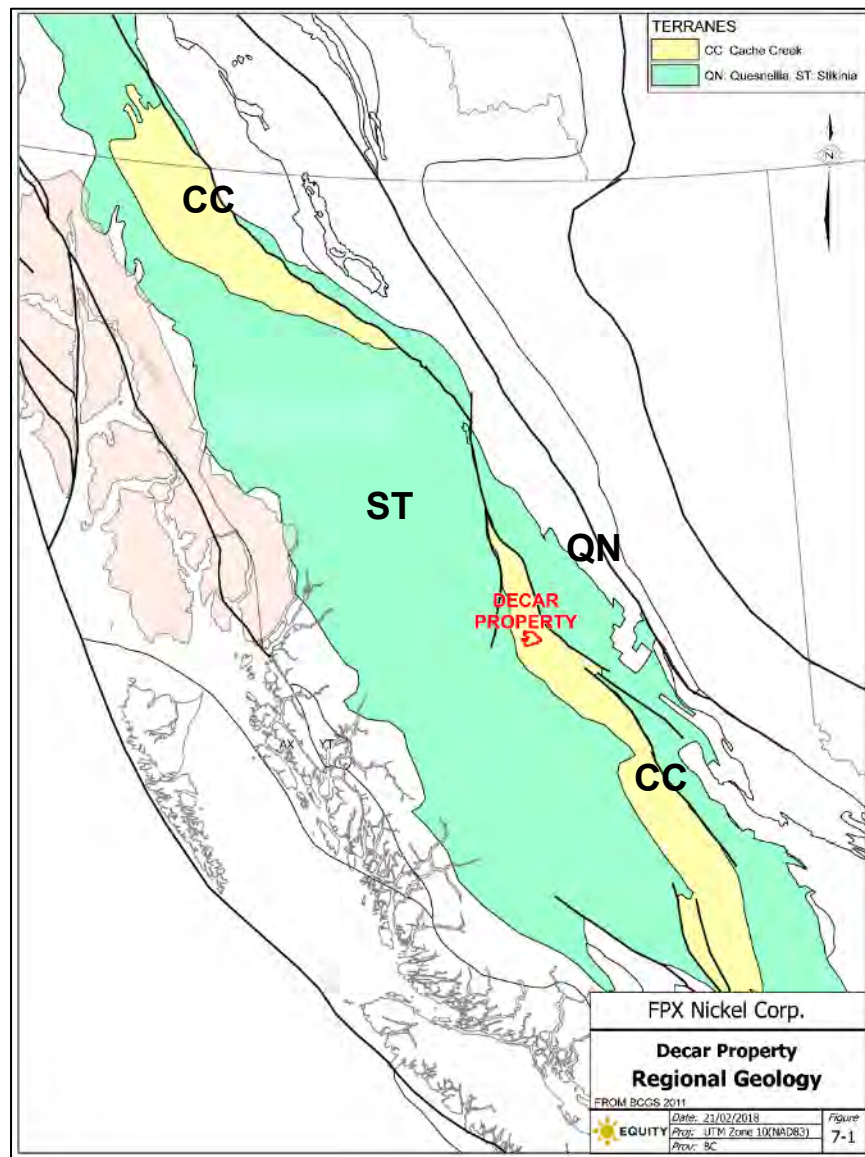 TERRANES
CC: Cache Creek
QN: Quesnellia, ST: Stikinia
N
CC
ST
QN
DECAR
PROPERTY
CC
AX
YT
FPX Nickel Corp.
Decar Property
Regional Geology
FROM BCGS 2011
EQUITY
Date: 21/02/2018
Proj: UTM Zone 10(NAD83)
Prov: BC
Figure
7-1